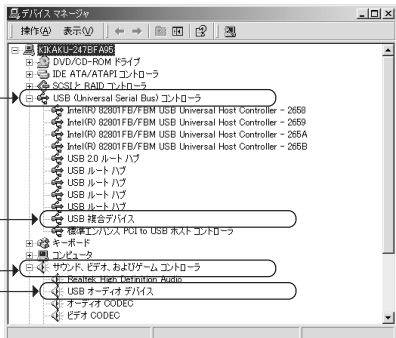 デバイス マネージャ
操作(A) 表示(V)
KIKAKU-247BFA95
DVD/CD-ROM ドライブ
IDE ATA/ATAPI コントローラ
SCSI と RAID コントローラ
USB (Universal Serial Bus) コントローラ
Intel(R) 82801FB/FBM USB Universal Host Controller - 2658
Intel(R) 82801FB/FBM USB Universal Host Controller - 2659
Intel(R) 82801FB/FBM USB Universal Host Controller - 265A
Intel(R) 82801FB/FBM USB Universal Host Controller - 265B
USB 2.0 ルート ハブ
USB ルート ハブ
USB ルート ハブ
USB ルート ハブ
USB ルート ハブ
USB 複合デバイス
標準エンハンス PCI to USB ホスト コントローラ
キーボード
コンピュータ
サウンド、ビデオ、およびゲーム コントローラ
Realtek High Definition Audio
USB オーディオ デバイス
オーディオ CODEC
ビデオ CODEC